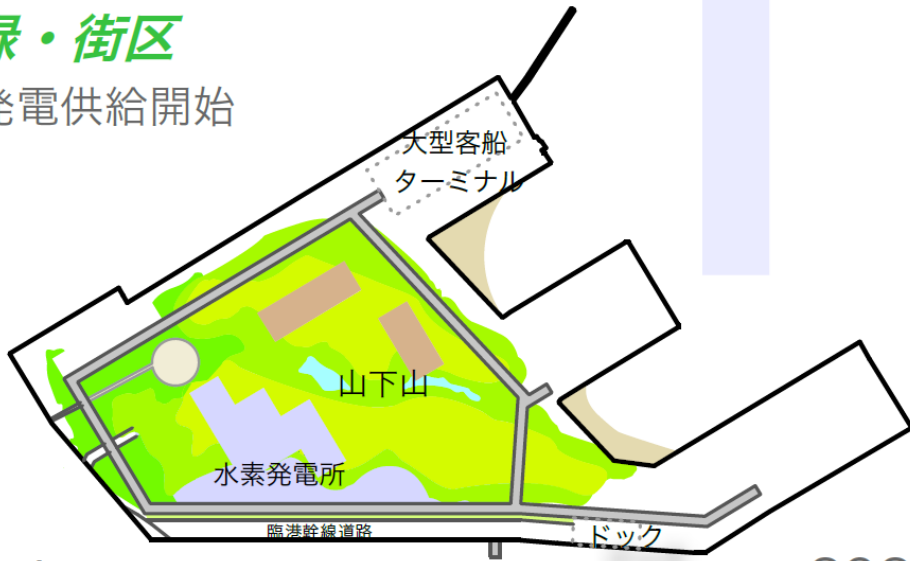 緑・街区
発電供給開始
大型客船
ターミナル
山下山
水素発電所
臨港幹線道路
ドック